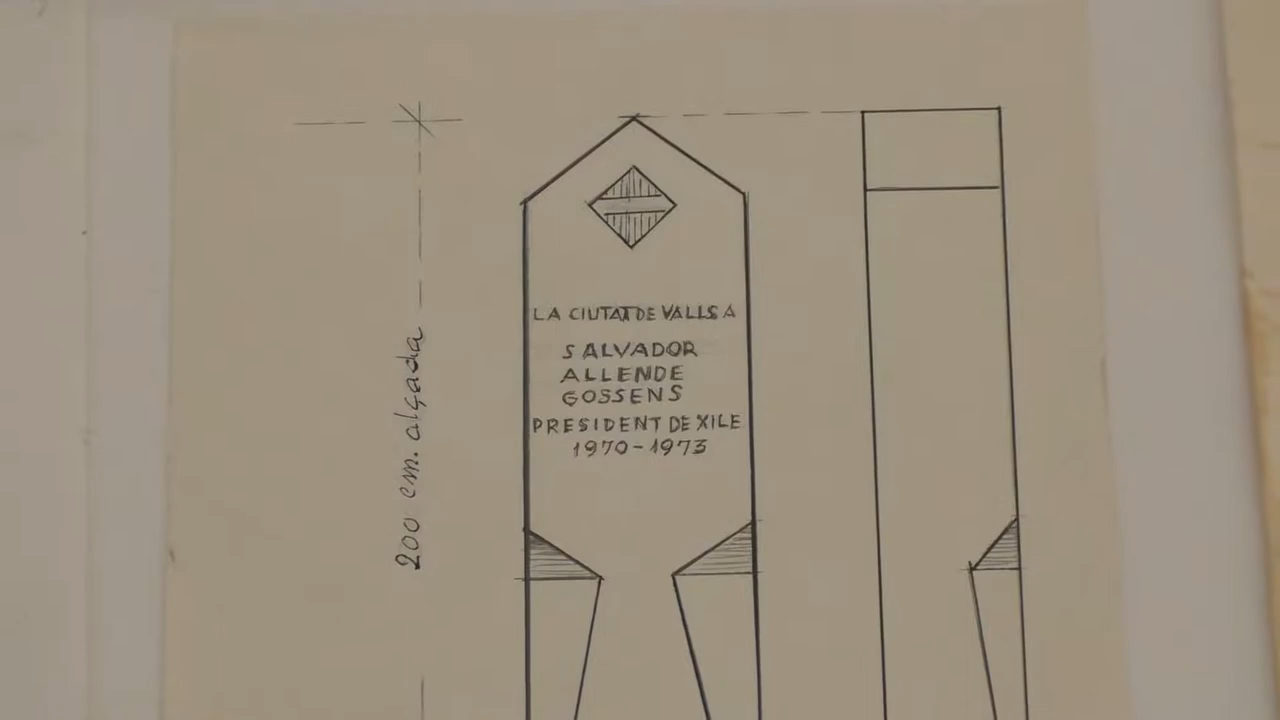 LA CIUTAT DE VALLS A
SALVADOR
ALLENDE
GOSSENS
PRESIDENT DE XILE
1970-1973
200 cm. alçada